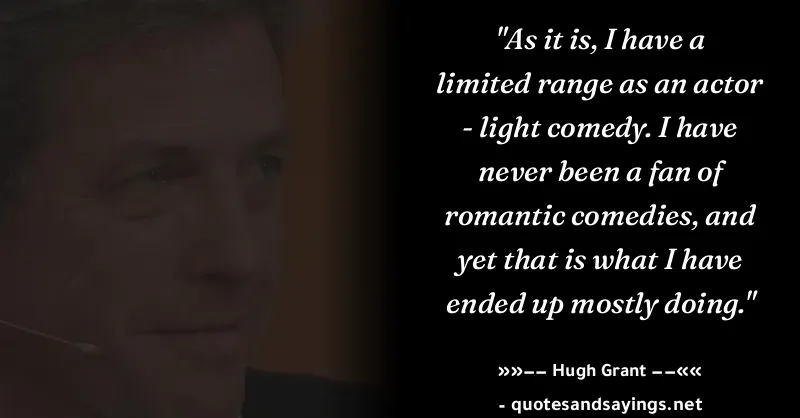 "As it is, I have a
limited range as an actor
- light comedy. I have
never been a fan of
romantic comedies, and
yet that is what I have
ended up mostly doing."
»»−− Hugh Grant −−««
- quotesandsayings.net